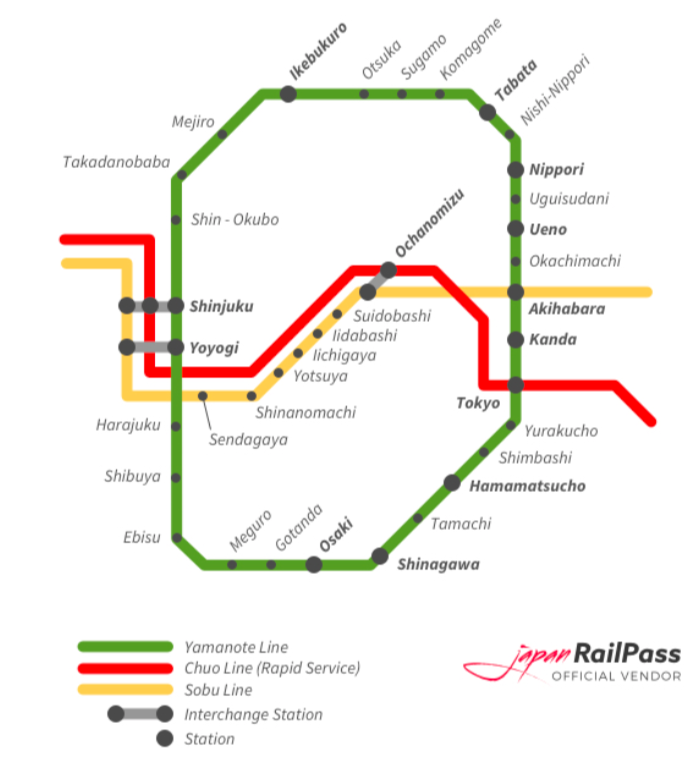 Ikebukuro
Otsuka
Sugamo
Komagome
Tabata
Nishi-Nippori
Mejiro
Takadanobaba
Nippori
Uguisudani
Shin - Okubo
Ueno
Ochanomizu
Okachimachi
Shinjuku
Akihabara
Suidobashi
Iidabashi
Kanda
Yoyogi
Iichigaya
Yotsuya
Tokyo
Shinanomachi
Harajuku
Sendagaya
Yurakucho
Shimbashi
Shibuya
Hamamatsucho
Tamachi
Ebisu
Meguro
Gotanda
Osaki
Shinagawa
Yamanote Line
Chuo Line (Rapid Service)
Sobu Line
Interchange Station
Station
japan RailPass
OFFICIAL VENDOR